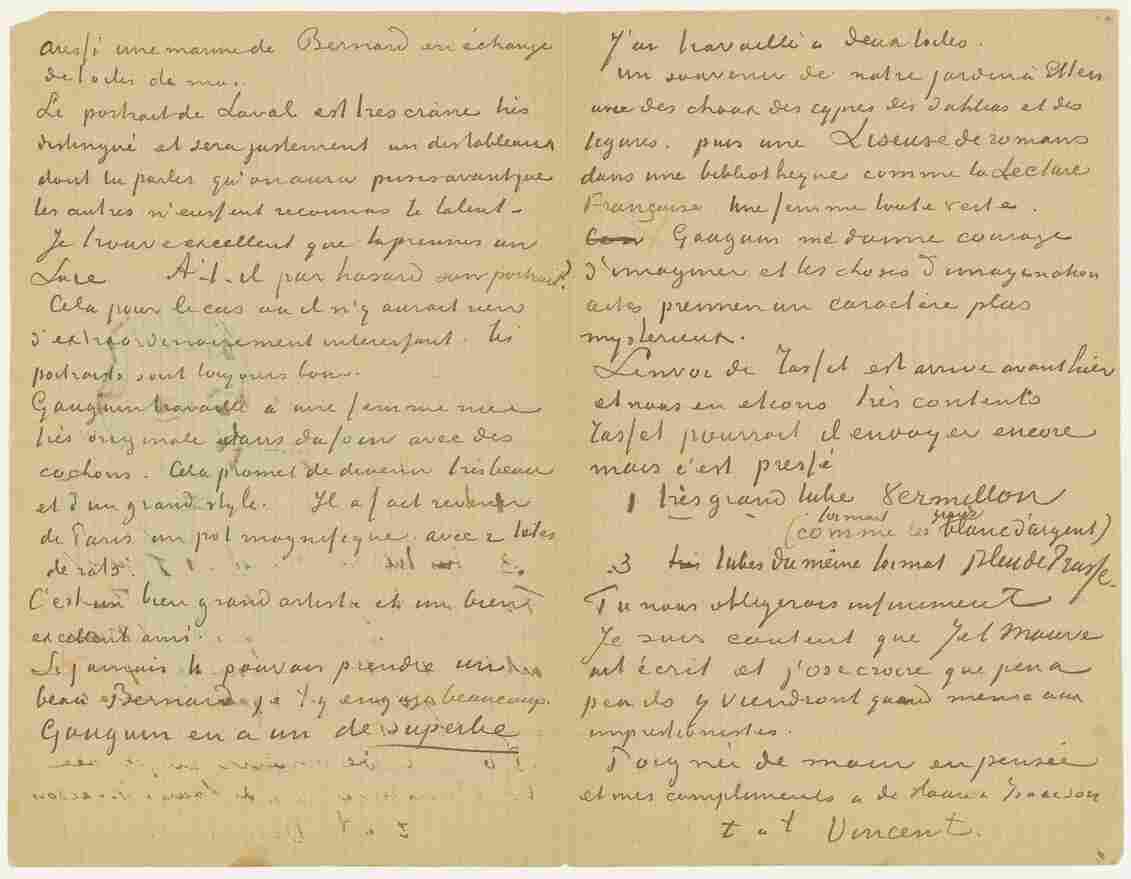 aussi une marine de Bernard en échange
de toiles de moi.
Le portrait de Laval est très crâne très
distingué et sera justement un des tableaux
dont tu parles qu'on aura prises avant que
les autres n'eussent reconnus le talent.
Je trouve excellent que tu prennes un
Luce A-t-il par hasard son portrait?
Cela pour le cas où il n'y aurait rien
d'extraordinairement interessant. les
portraits sont toujours bons.
Gauguin travaille à une femme nue
très originale dans du foin avec des
cochons. Cela promet de devenir très beau
et d'un grand style. Il a fait revenir
de Paris un pot magnifique avec 2 têtes
de rats.
C'est un bien grand artiste et un bien
excellent ami.
Si jamais tu pouvais prendre un
beau Bernard je t'y engage beaucoup.
Gauguin en a un de superbe
J'ai travaillé à deux toiles.
un souvenir de notre jardin à Etten
avec des choux des cyprès des dahlias et des
figures. puis une Liseuse de romans
dans une bibliothèque comme la Lecture
Française une femme toute verte.
Gauguin me donne courage
d'imaginer et les choses d'imagination
certes prennent un caractère plus
mystérieux.
L'envoi de Tasset est arrivé avant hier
et nous en etions très contents
Tasset pourrait il envoyer encore
mais c'est pressé
1 très grand tube Vermillon
(comme les format gros blanc d'argent)
3 tubes du même format bleu de Prusse.
Tu nous obligerais infiniment
Je suis content que Jet Mauve
ait écrit et j'ose croire que peu a
peu ils y viendront quand meme aux
impressionistes.
Poignée de main en pensée
et mes compliments a de Haan & Isaäcson
t. à t. Vincent.